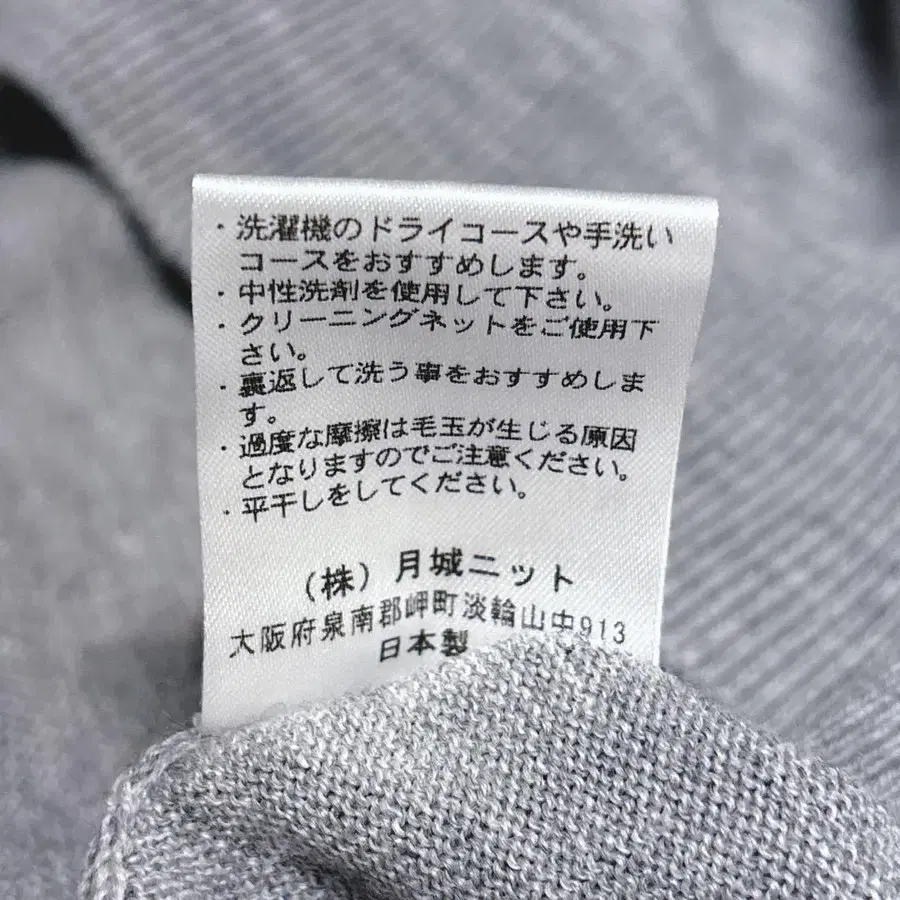 ・洗濯機のドライコースや手洗い
コースをおすすめします。
・中性洗剤を使用して下さい。
・クリーニングネットをご使用下
さい。
・裏返して洗う事をおすすめしま
す。
・過度な摩擦は毛玉が生じる原因
となりますのでご注意ください。
・平干しをしてください。
（株）月城ニット
大阪府泉南郡岬町淡輪山中913
日本製